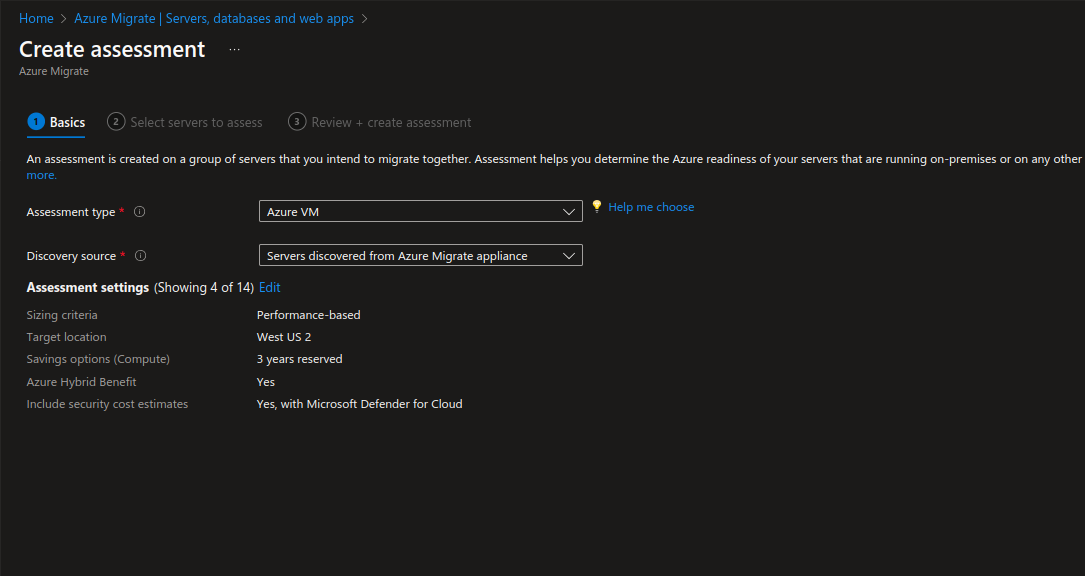 Home > Azure Migrate | Servers, databases and web apps >
Create assessment ...
Azure Migrate
1 Basics 2 Select servers to assess 3 Review + create assessment
An assessment is created on a group of servers that you intend to migrate together. Assessment helps you determine the Azure readiness of your servers that are running on-premises or on any other
more.
Assessment type * Azure VM Help me choose
Discovery source * Servers discovered from Azure Migrate appliance
Assessment settings (Showing 4 of 14) Edit
Sizing criteria Performance-based
Target location West US 2
Savings options (Compute) 3 years reserved
Azure Hybrid Benefit Yes
Include security cost estimates Yes, with Microsoft Defender for Cloud